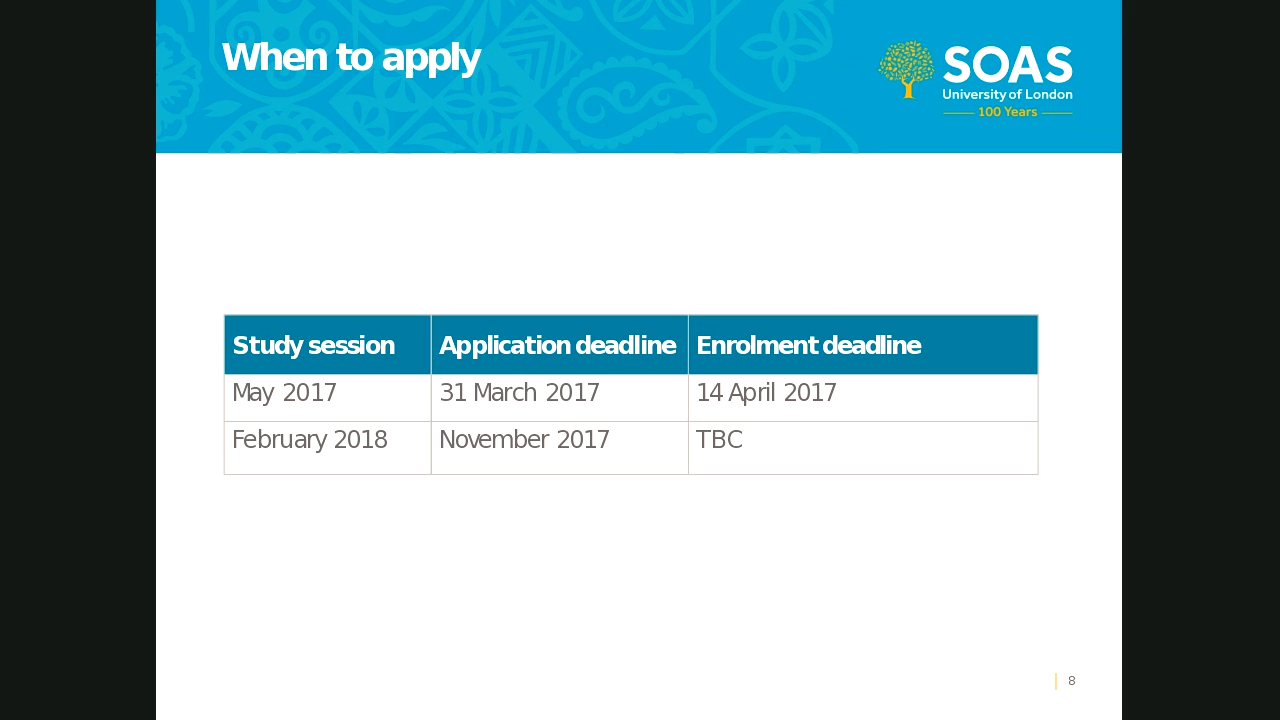 When to apply
SOAS
University of London
100 Years
Study session Application deadline Enrolment deadline
May 2017 31 March 2017 14 April 2017
February 2018 November 2017 TBC
8